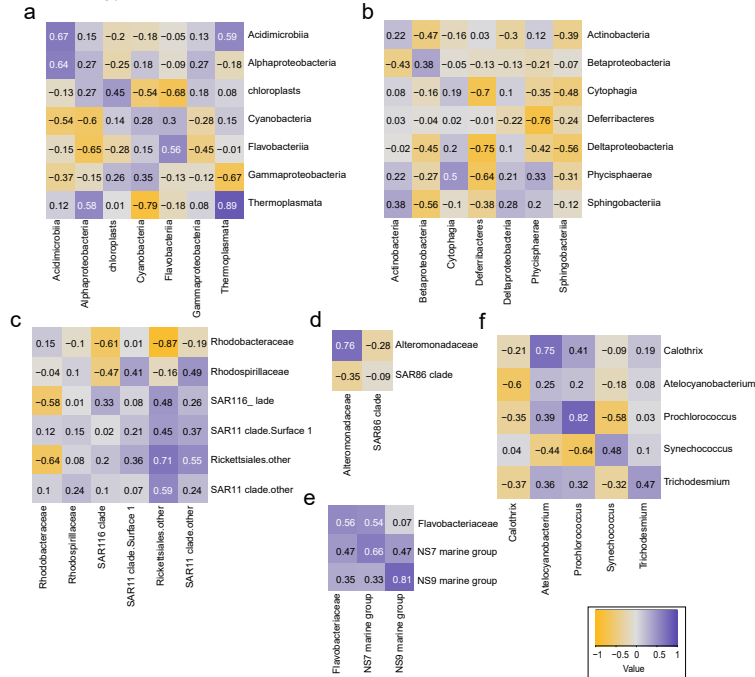 a
0.67 0.15 −0.2 −0.18 −0.05 0.13 0.59 Acidimicrobiia
0.64 0.27 −0.25 0.18 −0.09 0.27 −0.18 Alphaproteobacteria
−0.13 0.27 0.45 −0.54 −0.68 0.18 0.08 chloroplasts
−0.54 −0.6 0.14 0.28 0.3 −0.28 0.15 Cyanobacteria
−0.15 −0.65 −0.28 0.15 0.56 −0.45 −0.01 Flavobacteriia
−0.37 −0.15 0.26 0.35 −0.13 −0.12 −0.67 Gammaproteobacteria
0.12 0.58 0.01 −0.79 −0.18 0.08 0.89 Thermoplasmata
Acidimicrobiia
Alphaproteobacteria
chloroplasts
Cyanobacteria
Flavobacteriia
Gammaproteobacteria
Thermoplasmata
b
0.22 −0.47 −0.16 0.03 −0.3 0.12 −0.39 Actinobacteria
−0.43 0.38 −0.05 −0.13 −0.13 −0.21 −0.07 Betaproteobacteria
0.08 −0.16 0.19 −0.7 0.1 −0.35 −0.48 Cytophagia
0.03 −0.04 0.02 −0.01 −0.22 −0.76 −0.24 Deferribacteres
−0.02 −0.45 0.2 −0.75 0.1 −0.42 −0.56 Deltaproteobacteria
0.22 −0.27 0.5 −0.64 0.21 0.33 −0.31 Phycisphaerae
0.38 −0.56 −0.1 −0.38 0.28 0.2 −0.12 Sphingobacteriia
Actinobacteria
Betaproteobacteria
Cytophagia
Deferribacteres
Deltaproteobacteria
Phycisphaerae
Sphingobacteriia
c
0.15 −0.1 −0.61 0.01 −0.87 −0.19 Rhodobacteraceae
−0.04 0.1 −0.47 0.41 −0.16 0.49 Rhodospirillaceae
−0.58 0.01 0.33 0.08 0.48 0.26 SAR116_ lade
0.12 0.15 0.02 0.21 0.45 0.37 SAR11 clade.Surface 1
−0.64 0.08 0.2 0.36 0.71 0.55 Rickettsiales.other
0.1 0.24 0.1 0.07 0.59 0.24 SAR11 clade.other
Rhodobacteraceae
Rhodospirillaceae
SAR116 clade
SAR11 clade.Surface 1
Rickettsiales.other
SAR11 clade.other
d
0.76 −0.28 Alteromonadaceae
−0.35 −0.09 SAR86 clade
Alteromonadaceae
SAR86 clade
e
0.56 0.54 0.07 Flavobacteriaceae
0.47 0.66 0.47 NS7 marine group
0.35 0.33 0.81 NS9 marine group
Flavobacteriaceae
NS7 marine group
NS9 marine group
f
−0.21 0.75 0.41 −0.09 0.19 Calothrix
−0.6 0.25 0.2 −0.18 0.08 Atelocyanobacterium
−0.35 0.39 0.82 −0.58 0.03 Prochlorococcus
0.04 −0.44 −0.64 0.48 0.1 Synechococcus
−0.37 0.36 0.32 −0.32 0.47 Trichodesmium
Calothrix
Atelocyanobacterium
Prochlorococcus
Synechococcus
Trichodesmium
−1 −0.5 0 0.5 1
Value